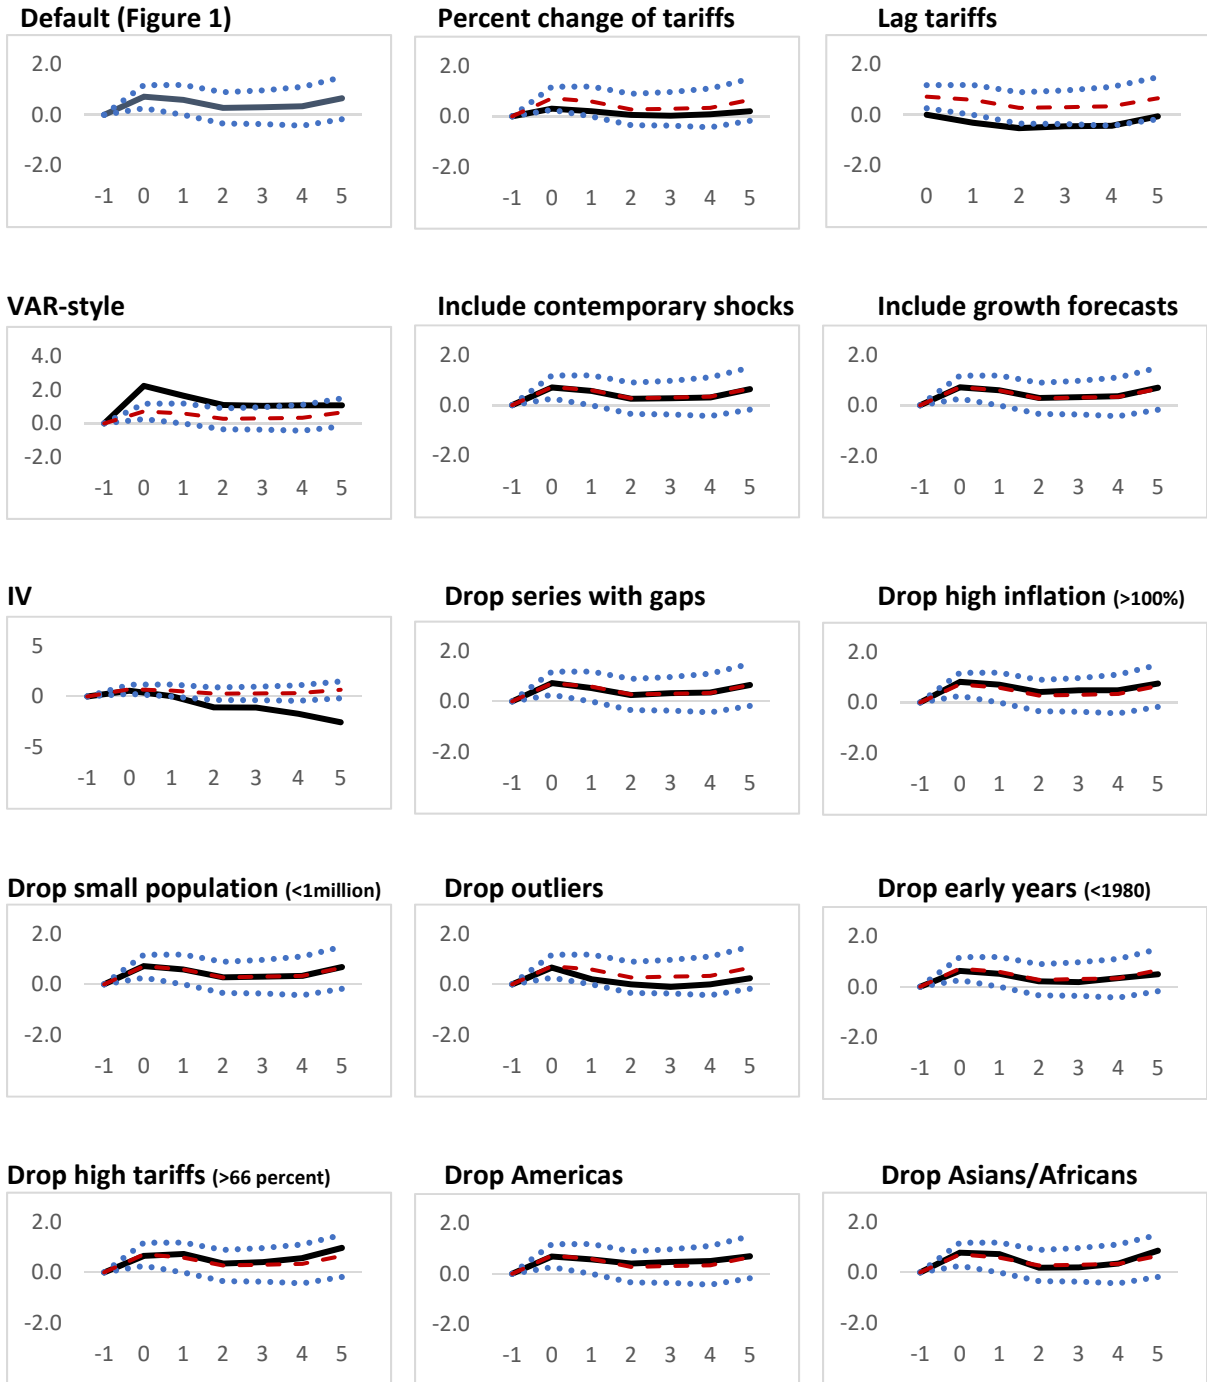 Default (Figure 1)
2.0
0.0
-2.0
-1 0 1 2 3 4 5
Percent change of tariffs
2.0
0.0
-2.0
-1 0 1 2 3 4 5
Lag tariffs
2.0
0.0
-2.0
0 1 2 3 4 5
VAR-style
4.0
2.0
0.0
-2.0
-1 0 1 2 3 4 5
Include contemporary shocks
2.0
0.0
-2.0
-1 0 1 2 3 4 5
Include growth forecasts
2.0
0.0
-2.0
-1 0 1 2 3 4 5
IV
5
0
-5
-1 0 1 2 3 4 5
Drop series with gaps
2.0
0.0
-2.0
-1 0 1 2 3 4 5
Drop high inflation (>100%)
2.0
0.0
-2.0
-1 0 1 2 3 4 5
Drop small population (<1million)
2.0
0.0
-2.0
-1 0 1 2 3 4 5
Drop outliers
2.0
0.0
-2.0
-1 0 1 2 3 4 5
Drop early years (<1980)
2.0
0.0
-2.0
-1 0 1 2 3 4 5
Drop high tariffs (>66 percent)
2.0
0.0
-2.0
-1 0 1 2 3 4 5
Drop Americas
2.0
0.0
-2.0
-1 0 1 2 3 4 5
Drop Asians/Africans
2.0
0.0
-2.0
-1 0 1 2 3 4 5